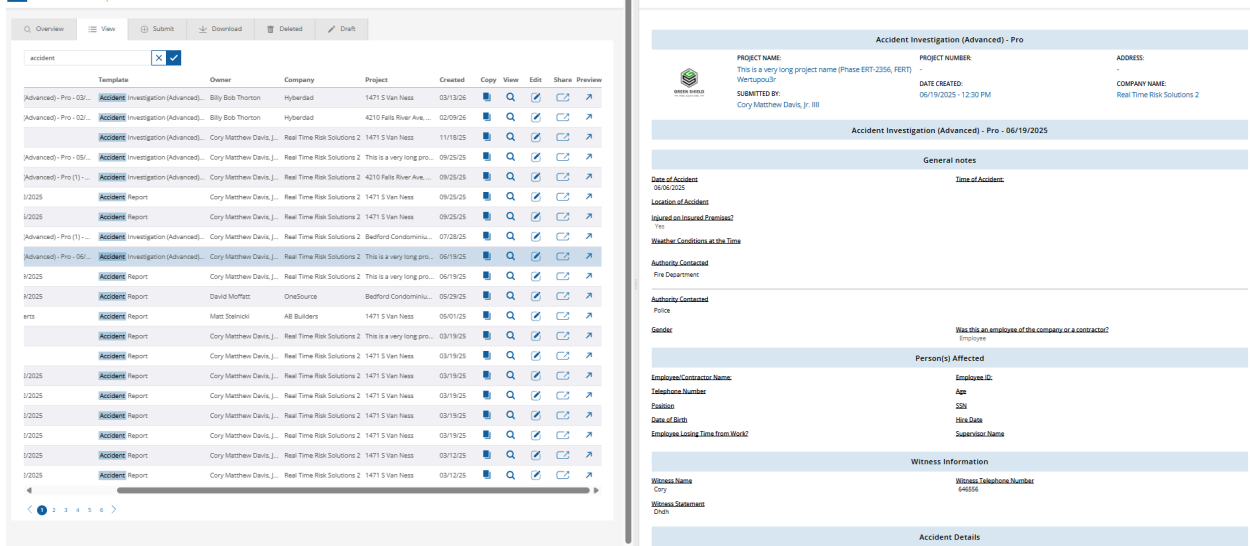 Overview View Submit Download Deleted Draft
accident
Template Owner Company Project Created Copy View Edit Share Preview
(Advanced) - Pro - 03/... Accident Investigation (Advanced)... Billy Bob Thorton Hyberdad 1471 S Van Ness 03/13/26
(Advanced) - Pro - 02/... Accident Investigation (Advanced)... Billy Bob Thorton Hyberdad 4210 Falls River Ave, ... 02/09/26
Accident Investigation (Advanced)... Cory Matthew Davis, J... Real Time Risk Solutions 2 1471 S Van Ness 11/18/25
(Advanced) - Pro - 05/... Accident Investigation (Advanced)... Cory Matthew Davis, J... Real Time Risk Solutions 2 This is a very long pro... 09/25/25
(Advanced) - Pro (1) - ... Accident Investigation (Advanced)... Cory Matthew Davis, J... Real Time Risk Solutions 2 4210 Falls River Ave, ... 09/25/25
/2025 Accident Report Cory Matthew Davis, J... Real Time Risk Solutions 2 1471 S Van Ness 09/25/25
/2025 Accident Report Cory Matthew Davis, J... Real Time Risk Solutions 2 1471 S Van Ness 09/25/25
(Advanced) - Pro (1) - ... Accident Investigation (Advanced)... Cory Matthew Davis, J... Real Time Risk Solutions 2 Bedford Condominiu... 07/28/25
(Advanced) - Pro - 06/... Accident Investigation (Advanced)... Cory Matthew Davis, J... Real Time Risk Solutions 2 This is a very long pro... 06/19/25
/2025 Accident Report Cory Matthew Davis, J... Real Time Risk Solutions 2 This is a very long pro... 06/19/25
/2025 Accident Report David Moffatt OneSource Bedford Condominiu... 05/29/25
erts Accident Report Matt Stelnicki AB Builders 1471 S Van Ness 05/01/25
Accident Report Cory Matthew Davis, J... Real Time Risk Solutions 2 This is a very long pro... 03/19/25
Accident Report Cory Matthew Davis, J... Real Time Risk Solutions 2 1471 S Van Ness 03/19/25
/2025 Accident Report Cory Matthew Davis, J... Real Time Risk Solutions 2 1471 S Van Ness 03/19/25
/2025 Accident Report Cory Matthew Davis, J... Real Time Risk Solutions 2 1471 S Van Ness 03/19/25
/2025 Accident Report Cory Matthew Davis, J... Real Time Risk Solutions 2 1471 S Van Ness 03/19/25
/2025 Accident Report Cory Matthew Davis, J... Real Time Risk Solutions 2 1471 S Van Ness 03/19/25
/2025 Accident Report Cory Matthew Davis, J... Real Time Risk Solutions 2 1471 S Van Ness 03/12/25
/2025 Accident Report Cory Matthew Davis, J... Real Time Risk Solutions 2 1471 S Van Ness 03/12/25
1 2 3 4 5 6
Accident Investigation (Advanced) - Pro
PROJECT NAME: PROJECT NUMBER: ADDRESS:
This is a very long project name (Phase ERT-2356, FERT) - -
Wertupou3r
DATE CREATED: COMPANY NAME:
GREEN SHIELD
SUBMITTED BY: 06/19/2025 - 12:30 PM Real Time Risk Solutions 2
Cory Matthew Davis, Jr. IIII
Accident Investigation (Advanced) - Pro - 06/19/2025
General notes
Date of Accident Time of Accident:
06/06/2025
Location of Accident
Injured on Insured Premises?
Yes
Weather Conditions at the Time
Authority Contacted
Fire Department
Authority Contacted
Police
Gender Was this an employee of the company or a contractor?
Employee
Person(s) Affected
Employee/Contractor Name: Employee ID:
Telephone Number Age
Position SSN
Date of Birth Hire Date
Employee Losing Time from Work? Supervisor Name
Witness Information
Witness Name Witness Telephone Number
Cory 646556
Witness Statement
Dhdh
Accident Details